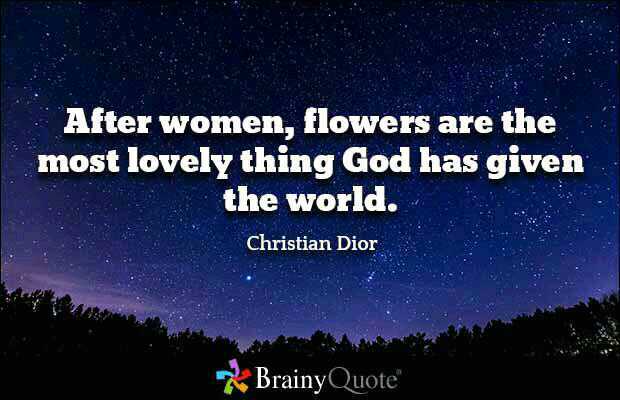 After women, flowers are the
most lovely thing God has given
the world.
Christian Dior
BrainyQuote®